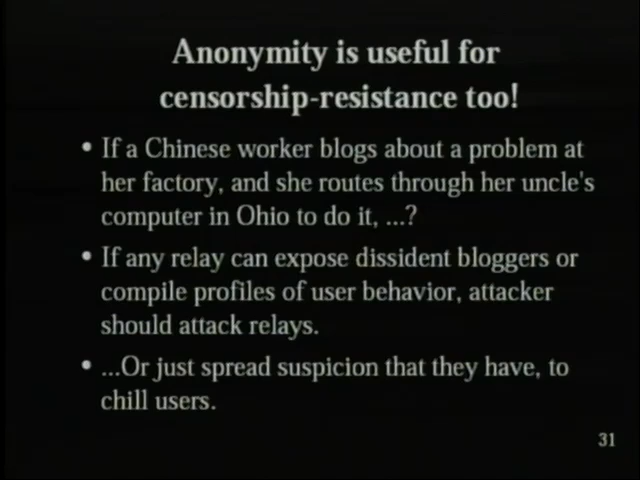 Anonymity is useful for
censorship-resistance too!
• If a Chinese worker blogs about a problem at
her factory, and she routes through her uncle's
computer in Ohio to do it, ...?
• If any relay can expose dissident bloggers or
compile profiles of user behavior, attacker
should attack relays.
• ...Or just spread suspicion that they have, to
chill users.
31